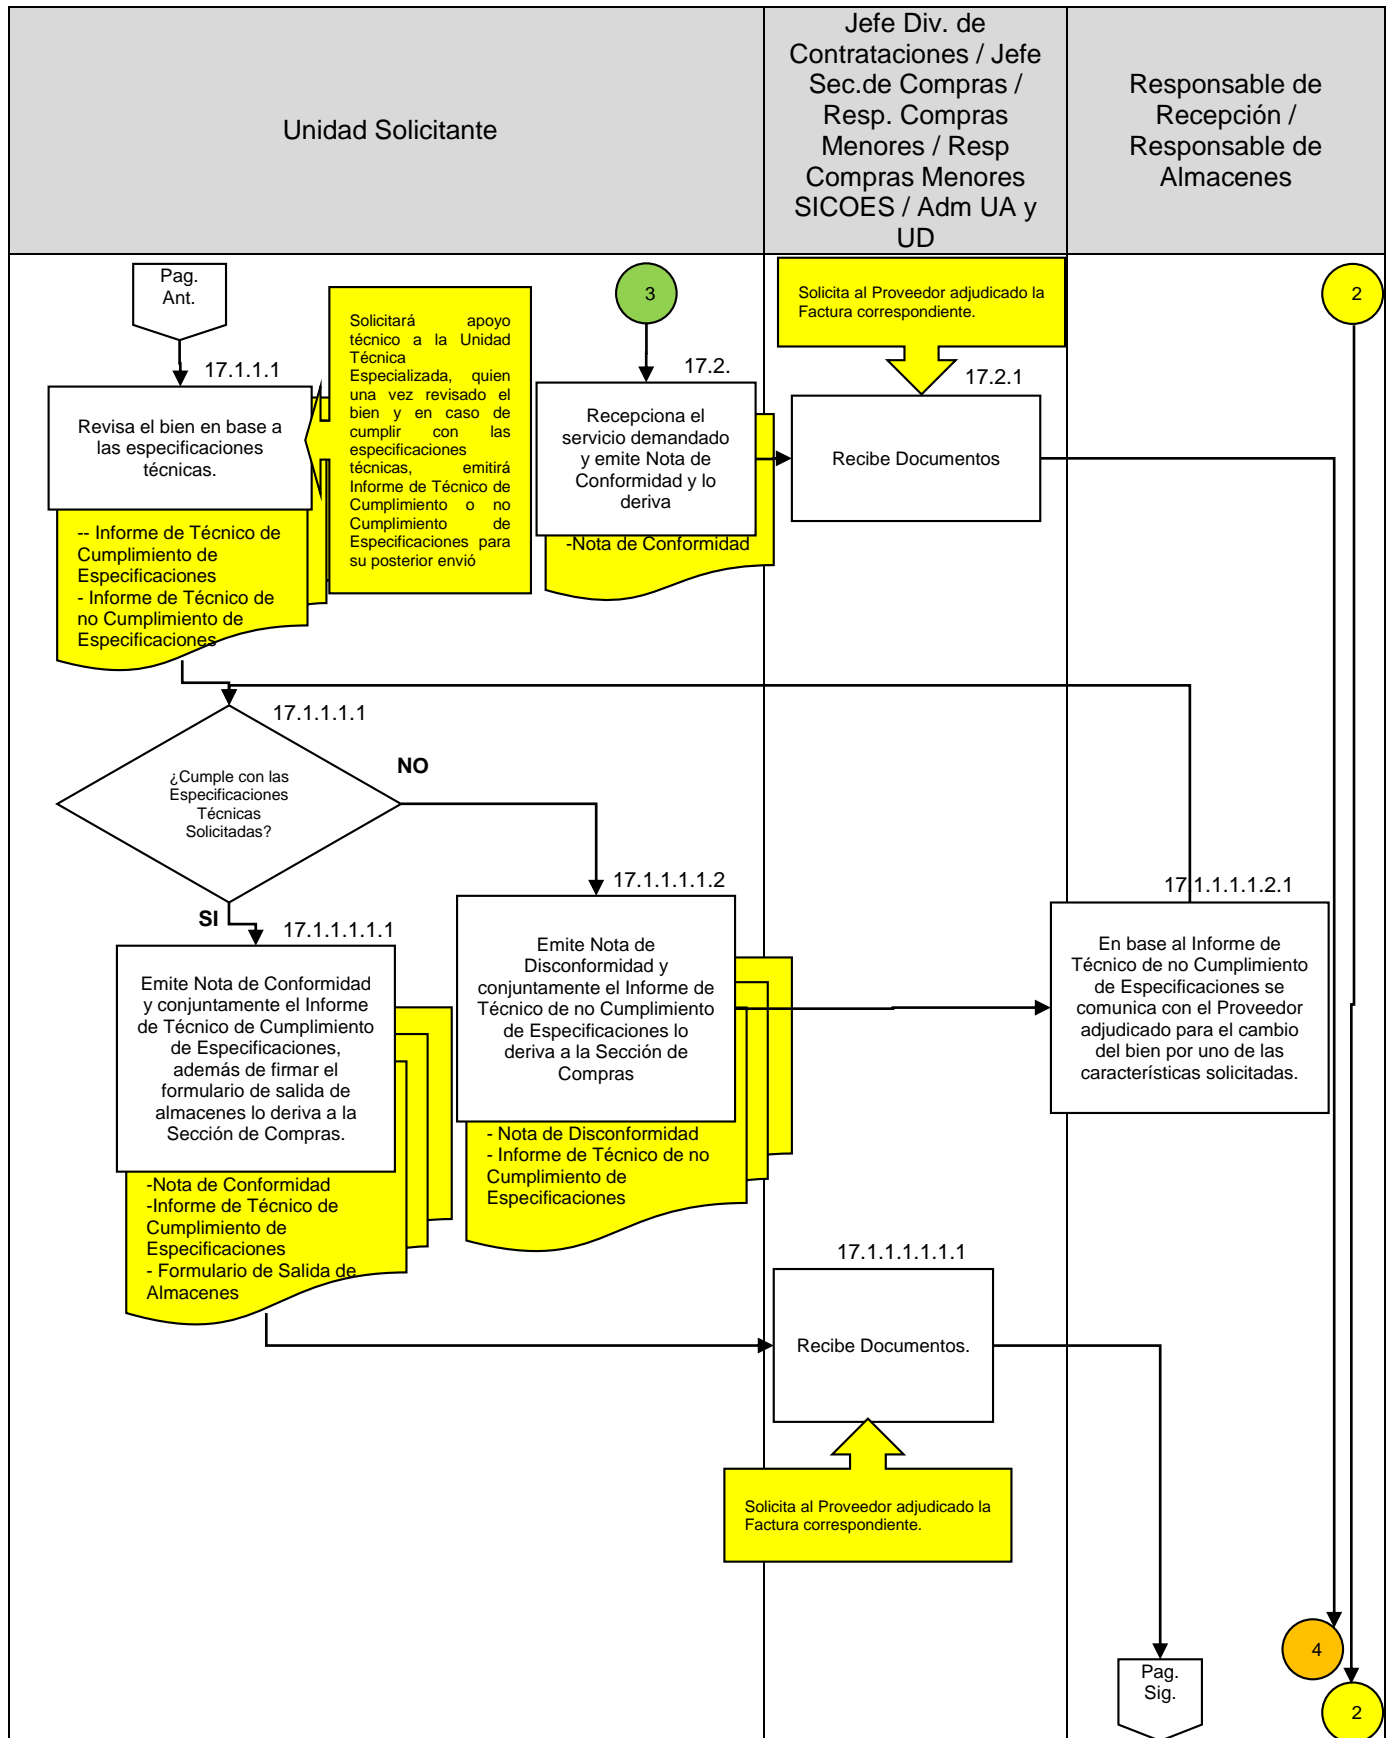 Unidad Solicitante
Jefe Div. de
Contrataciones / Jefe
Sec.de Compras /
Resp. Compras
Menores / Resp
Compras Menores
SICOES / Adm UA y
UD
Responsable de
Recepción /
Responsable de
Almacenes
Pag.
Ant.
17.1.1.1
Revisa el bien en base a
las especificaciones
técnicas.
-- Informe de Técnico de
Cumplimiento de
Especificaciones
- Informe de Técnico de
no Cumplimiento de
Especificaciones
Solicitará apoyo
técnico a la Unidad
Técnica
Especializada, quien
una vez revisado el
bien y en caso de
cumplir con las
especificaciones
técnicas, emitirá
Informe de Técnico de
Cumplimiento o no
Cumplimiento de
Especificaciones para
su posterior envió
3
17.2.
Recepciona el
servicio demandado
y emite Nota de
Conformidad y lo
deriva
-Nota de Conformidad
Solicita al Proveedor adjudicado la
Factura correspondiente.
17.2.1
Recibe Documentos
2
17.1.1.1.1
¿Cumple con las
Especificaciones
Técnicas
Solicitadas?
NO
SI
17.1.1.1.1.1
Emite Nota de Conformidad
y conjuntamente el Informe
de Técnico de Cumplimiento
de Especificaciones,
además de firmar el
formulario de salida de
almacenes lo deriva a la
Sección de Compras.
-Nota de Conformidad
-Informe de Técnico de
Cumplimiento de
Especificaciones
- Formulario de Salida de
Almacenes
17.1.1.1.1.2
Emite Nota de
Disconformidad y
conjuntamente el Informe de
Técnico de no Cumplimiento
de Especificaciones lo
deriva a la Sección de
Compras
- Nota de Disconformidad
- Informe de Técnico de no
Cumplimiento de
Especificaciones
17.1.1.1.1.2.1
En base al Informe de
Técnico de no Cumplimiento
de Especificaciones se
comunica con el Proveedor
adjudicado para el cambio
del bien por uno de las
características solicitadas.
17.1.1.1.1.1.1
Recibe Documentos.
Solicita al Proveedor adjudicado la
Factura correspondiente.
4
Pag.
Sig.
2